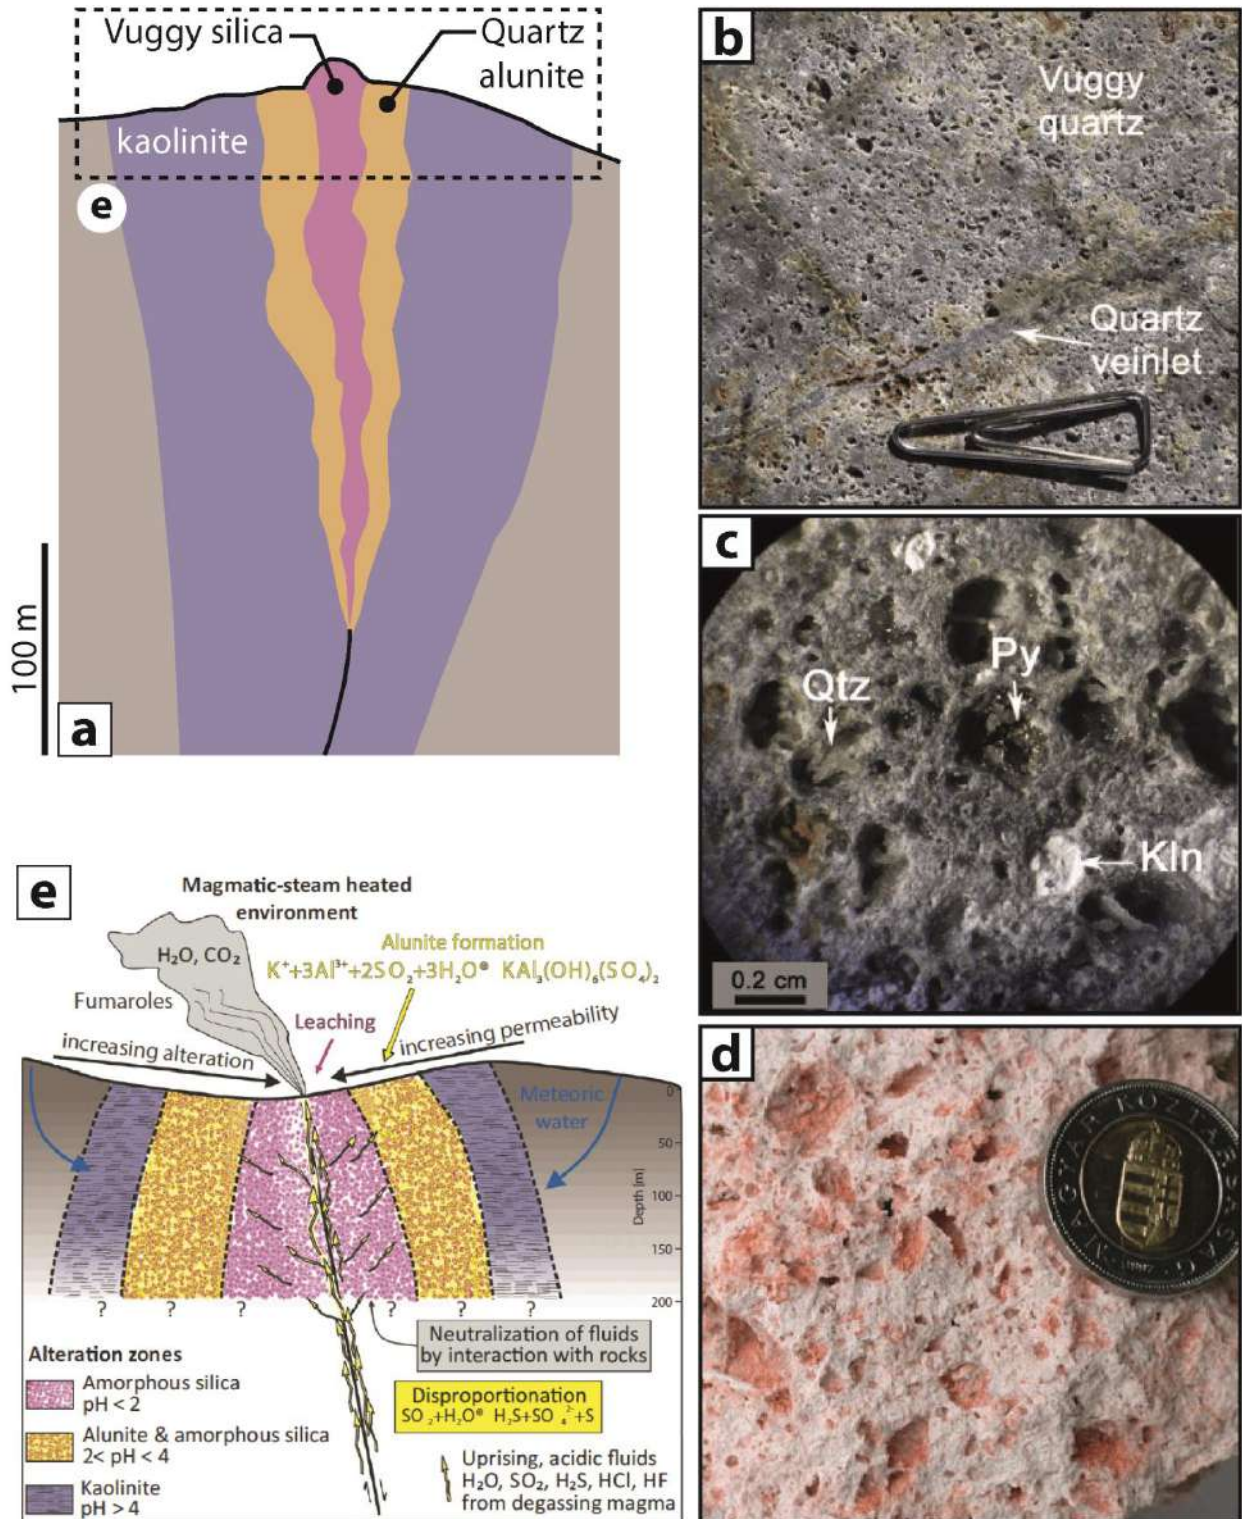 Vuggy silica
Quartz
alunite
kaolinite
e
100 m
a
b
Vuggy
quartz
Quartz
veinlet
c
Qtz
Py
Kln
0.2 cm
d
MAGYAR KÖZTÁRSASÁG
e
Magmatic-steam heated
environment
H₂O, CO₂
Fumaroles
Alunite formation
K⁺+3Al³⁺+2SO₂+3H₂O® KAl₃(OH)₆(SO₄)₂
Leaching
increasing alteration
increasing permeability
Meteoric
water
0
50
100
150
200
Depth [m]
? ? ? ? ? ?
Neutralization of fluids
by interaction with rocks
Disproportionation
SO₂+H₂O® H₂S+SO₄²⁻+S
Alteration zones
Amorphous silica
pH < 2
Alunite & amorphous silica
2< pH < 4
Kaolinite
pH > 4
Uprising, acidic fluids
H₂O, SO₂, H₂S, HCl, HF
from degassing magma